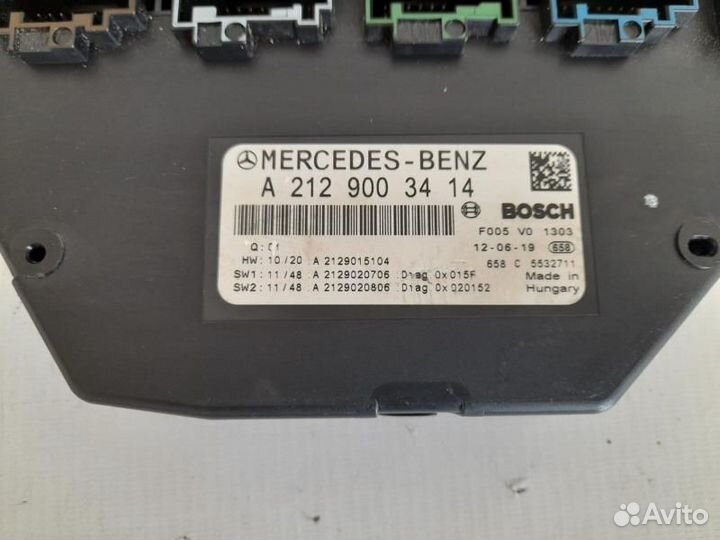 MERCEDES-BENZ
A 212 900 34 14
BOSCH
F005 V0 1303
Q:01
12-06-19 658
HW: 10/20 A 2129015104
658 C 5532711
SW1: 11/48 A 2129020706 Diag 0x015F
Made in
SW2: 11/48 A 2129020806 Diag 0x020152
Hungary
Avito